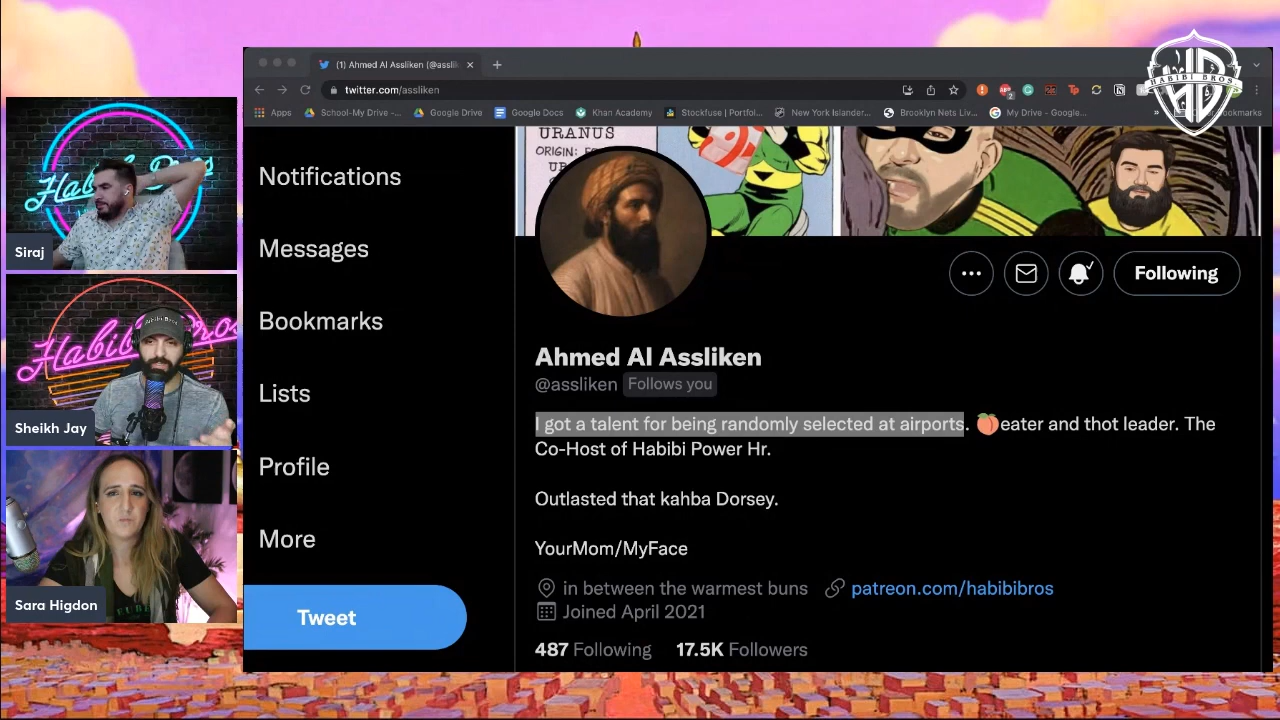 HABIBI BROS
(1) Ahmed Al Assliken (@asslik
twitter.com/assliken
Apps
School-My Drive -...
Google Drive
Google Docs
Khan Academy
Stockfuse | Portfol...
New York Islander...
Brooklyn Nets Liv...
My Drive - Google...
»
Bookmarks
Notifications
Messages
Bookmarks
Lists
Profile
More
Tweet
URANUS
ORIGIN:
Following
Ahmed Al Assliken
@assliken Follows you
I got a talent for being randomly selected at airports. 🍑eater and thot leader. The
Co-Host of Habibi Power Hr.
Outlasted that kahba Dorsey.
YourMom/MyFace
in between the warmest buns patreon.com/habibibros
Joined April 2021
487 Following 17.5K Followers
Siraj
Habibi Bros
Sheikh Jay
Sara Higdon